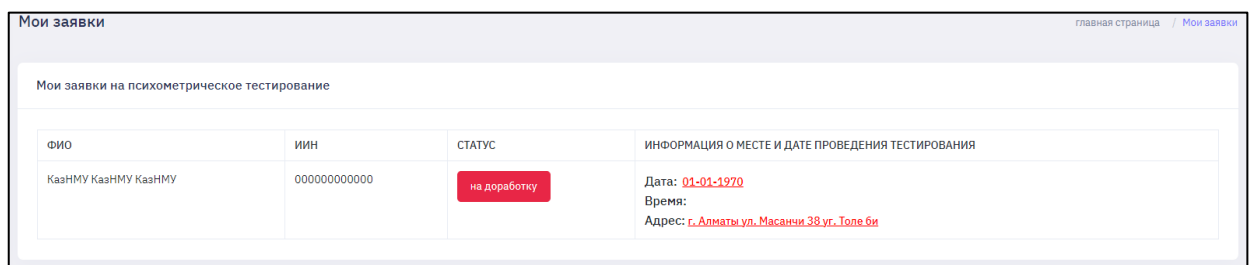 Мои заявки
главная страница / Мои заявки
Мои заявки на психометрическое тестирование
ФИО ИИН СТАТУС ИНФОРМАЦИЯ О МЕСТЕ И ДАТЕ ПРОВЕДЕНИЯ ТЕСТИРОВАНИЯ
КазНМУ КазНМУ КазНМУ 000000000000 на доработку
Дата: 01-01-1970
Время:
Адрес: г. Алматы ул. Масанчи 38 уг. Толе би